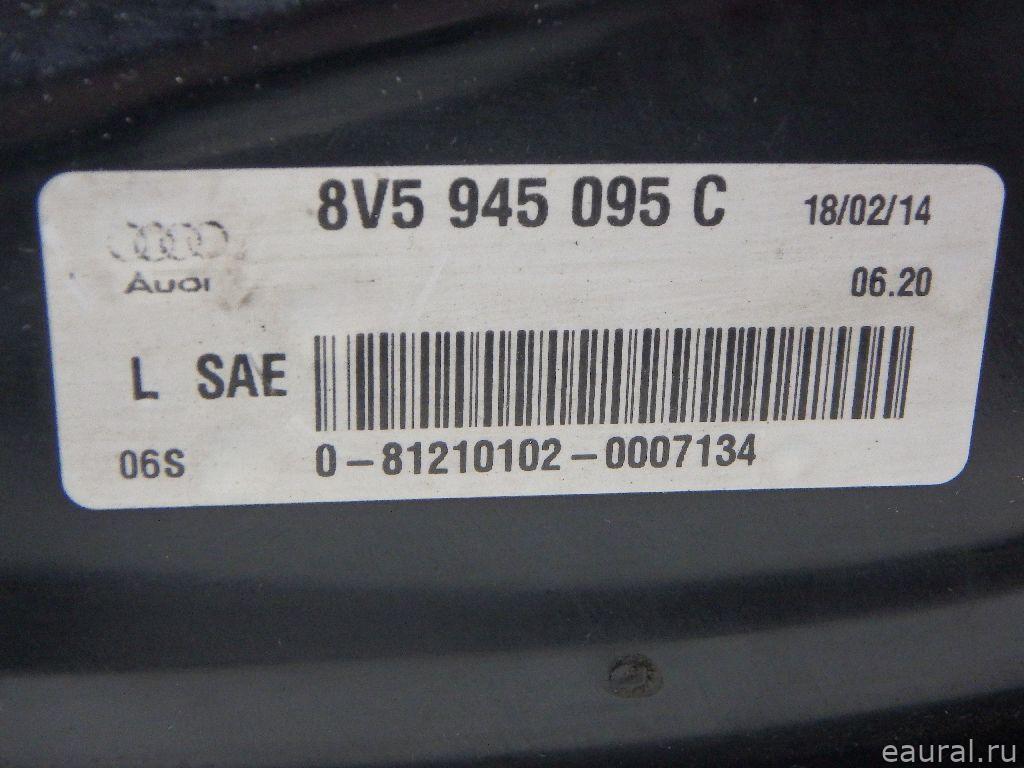 8V5 945 095 C 18/02/14
Audi
06.20
L SAE
06S 0-81210102-0007134
eaural.ru